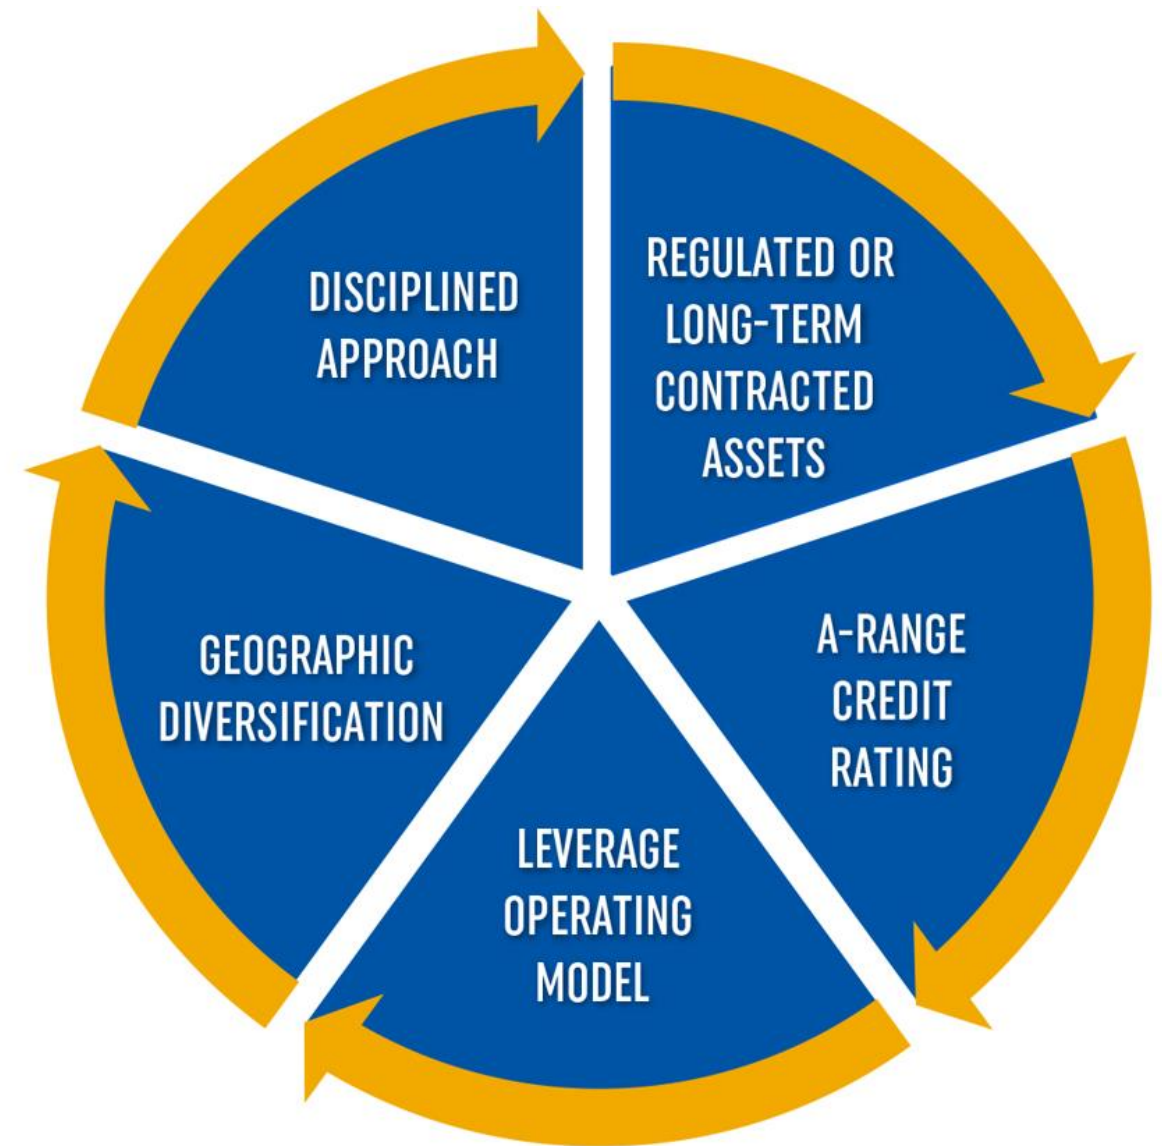 DISCIPLINED
APPROACH
REGULATED OR
LONG-TERM
CONTRACTED
ASSETS
A-RANGE
CREDIT
RATING
LEVERAGE
OPERATING
MODEL
GEOGRAPHIC
DIVERSIFICATION